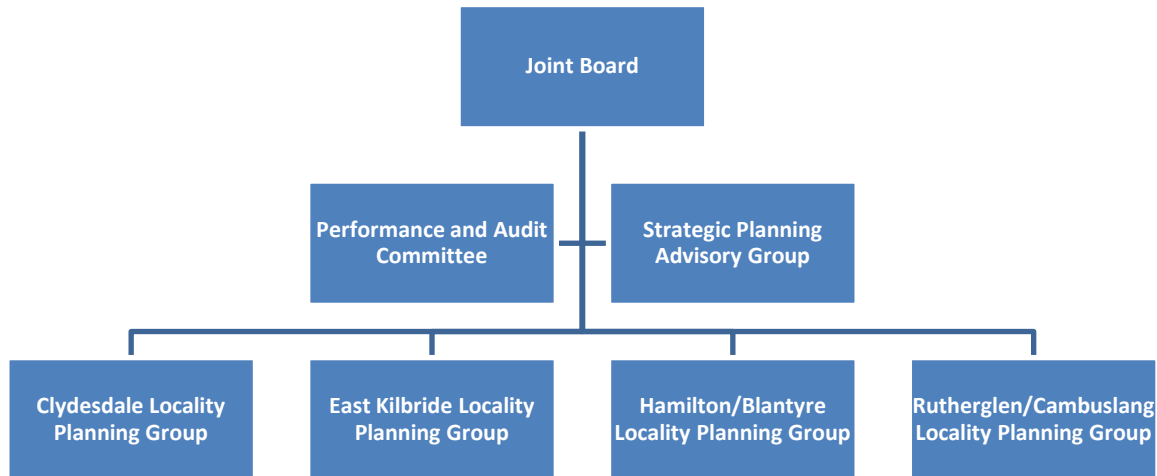 Joint Board
Performance and Audit
Committee
Strategic Planning
Advisory Group
Clydesdale Locality
Planning Group
East Kilbride Locality
Planning Group
Hamilton/Blantyre
Locality Planning Group
Rutherglen/Cambuslang
Locality Planning Group